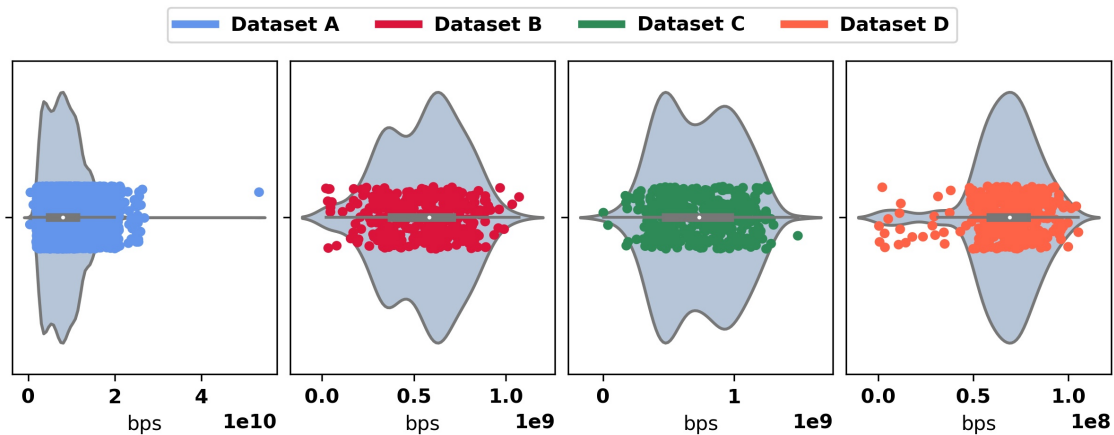 Dataset A Dataset B Dataset C Dataset D
0 2 4 0.0 0.5 1.0 0 1 0.0 0.5 1.0
bps 1e10 bps 1e9 bps 1e9 bps 1e8